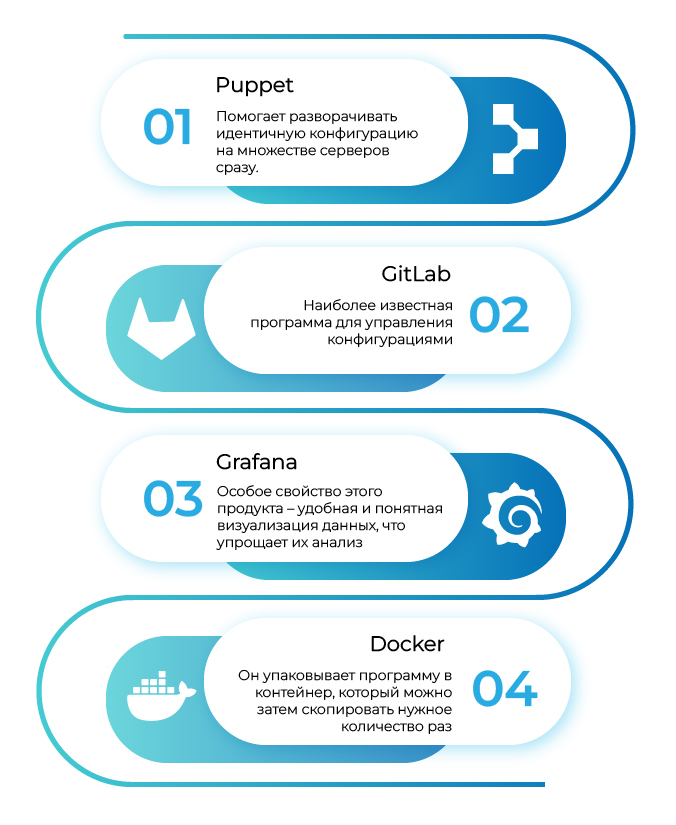 Puppet
01
Помогает разворачивать
идентичную конфигурацию
на множестве серверов
сразу.
GitLab
Наиболее известная
программа для управления
конфигурациями
02
Grafana
03
Особое свойство этого
продукта – удобная и понятная
визуализация данных, что
упрощает их анализ
Docker
Он упаковывает программу в
контейнер, который можно
затем скопировать нужное
количество раз
04